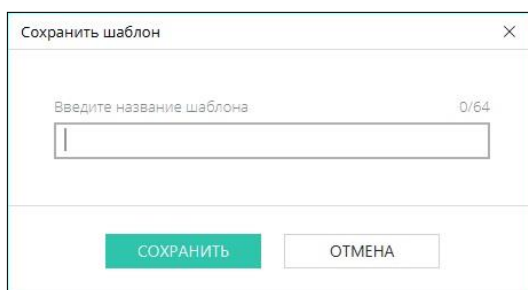 Сохранить шаблон
Введите название шаблона 0/64
СОХРАНИТЬ ОТМЕНА